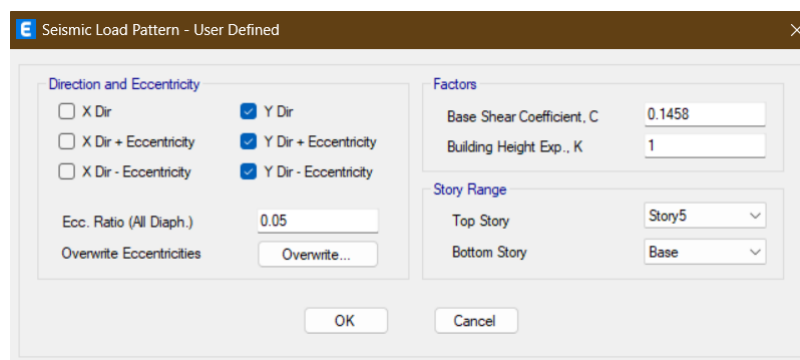 E Seismic Load Pattern - User Defined
Direction and Eccentricity
X Dir
Y Dir
X Dir + Eccentricity
Y Dir + Eccentricity
X Dir - Eccentricity
Y Dir - Eccentricity
Ecc. Ratio (All Diaph.)
0.05
Overwrite Eccentricities
Overwrite...
Factors
Base Shear Coefficient, C
0.1458
Building Height Exp., K
1
Story Range
Top Story
Story5
Bottom Story
Base
OK
Cancel